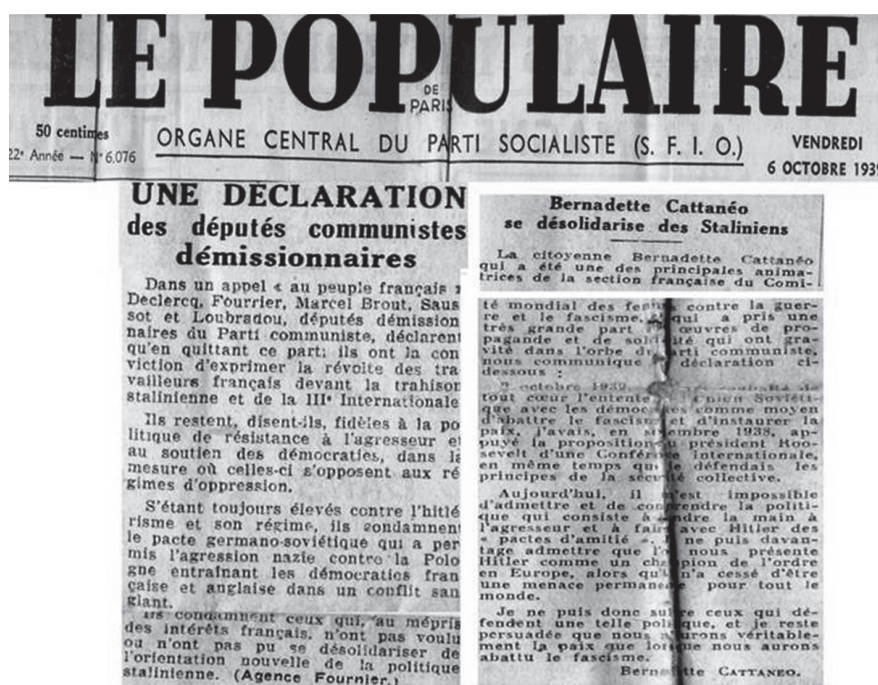 LE POPULAIRE
DE
PARIS
50 centimes
22e Année — N° 6.076
ORGANE CENTRAL DU PARTI SOCIALISTE (S. F. I. O.)
VENDREDI
6 OCTOBRE 1939
UNE DÉCLARATION
des députés communistes
démissionnaires
Dans un appel « au peuple français »
Declercq, Fourrier, Marcel Brout, Saus
sot et Loubradou, députés démission
naires du Parti communiste, déclarent
qu'en quittant ce parti ils ont la con
viction d'exprimer la révolte des tra
vailleurs français devant la trahison
stalinienne et de la IIIe Internationale
Ils restent, disent-ils, fidèles à la po
litique de résistance à l'agresseur et
au soutien des démocraties, dans la
mesure où celles-ci s'opposent aux ré
gimes d'oppression.
S'étant toujours élevés contre l'hitlé
risme et son régime, ils condamnent
le pacte germano-soviétique qui a per
mis l'agression nazie contre la Polo
gne entraînant les démocraties fran
çaise et anglaise dans un conflit san
glant.
Ils condamnent ceux qui, au mépris
des intérêts français, n'ont pas voulu
ou n'ont pas pu se désolidariser de
l'orientation nouvelle de la politique
stalinienne. (Agence Fournier.)
Bernadette Cattanéo
se désolidarise des Staliniens
La citoyenne Bernadette Cattanéo
qui a été une des principales anima-
trices de la section française du Comi-
té mondial des femmes contre la guer-
re et le fascisme, qui a pris une
très grande part œuvres de pro-
pagande et de solidarité qui ont gra-
vité dans l'orbe du parti communiste,
nous communique déclaration ci-
dessous :
2 octobre 1939
tout cœur l'entente Union Soviéti-
que avec les démocraties comme moyen
d'abattre le fascisme et d'instaurer la
paix, j'avais, en embre 1938, ap-
puyé la proposition président Roo-
sevelt d'une Conférence Internationale,
en même temps que je défendais les
principes de la sécurité collective.
Aujourd'hui, il m'est impossible
d'admettre et de comprendre la politi-
que qui consiste à tendre la main à
l'agresseur et à faire avec Hitler des
« pactes d'amitié ». ne puis davan-
tage admettre que l'on nous présente
Hitler comme un champion de l'ordre
en Europe, alors qu'il n'a cessé d'être
une menace permanente pour tout le
monde.
Je ne puis donc suivre ceux qui dé-
fendent une telle politique, et je reste
persuadée que nous n'aurons véritable-
ment la paix que lorsque nous aurons
abattu le fascisme.
Bernadette CATTANEO.